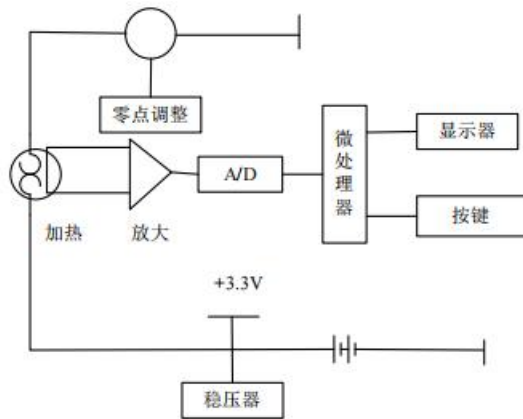 零点调整
A/D
微处理器
显示器
按键
加热
放大
+3.3V
稳压器